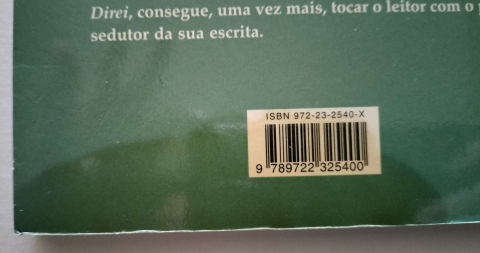 Direi, consegue, uma vez mais, tocar o leitor com o
sedutor da sua escrita.
ISBN 972-23-2540-X
9 789722 325400